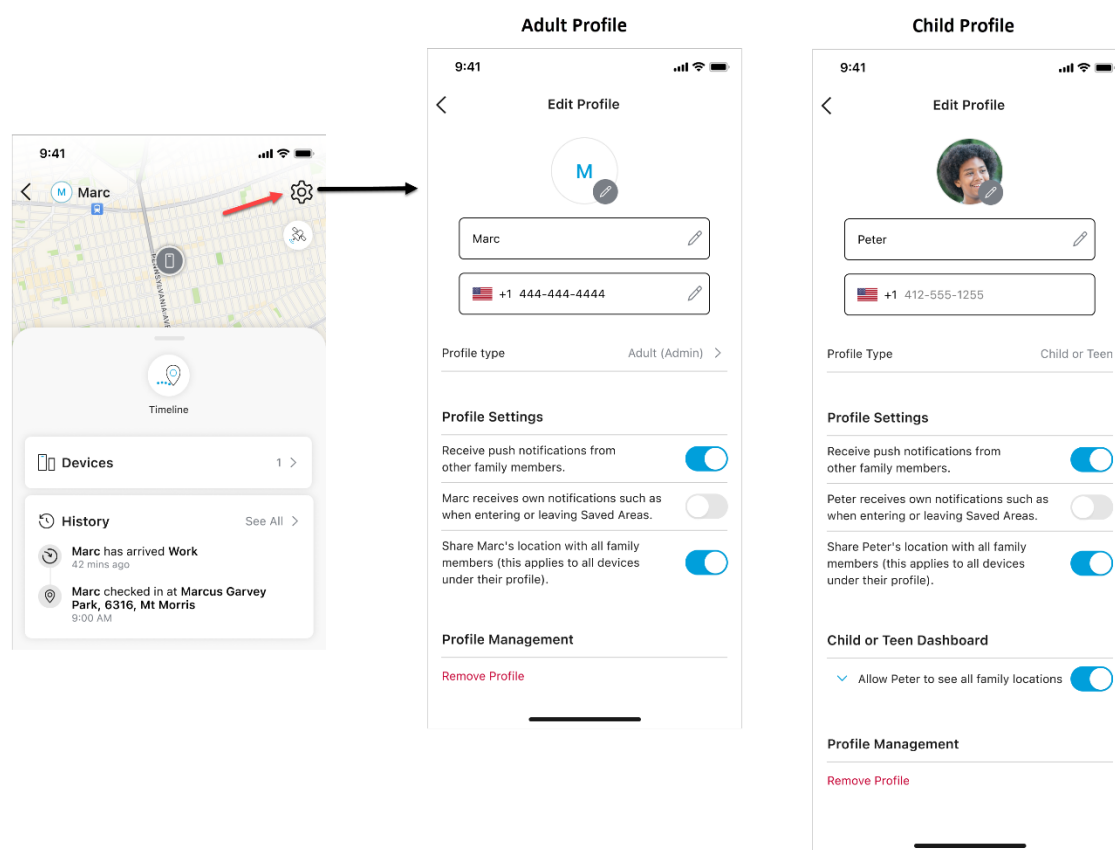 Adult Profile
Child Profile
9:41
M Marc
PENNSYLVANIA AVE
Timeline
Devices 1
History See All
Marc has arrived Work
42 mins ago
Marc checked in at Marcus Garvey
Park, 6316, Mt Morris
9:00 AM
9:41
Edit Profile
M
Marc
+1 444-444-4444
Profile type Adult (Admin)
Profile Settings
Receive push notifications from
other family members.
Marc receives own notifications such as
when entering or leaving Saved Areas.
Share Marc's location with all family
members (this applies to all devices
under their profile).
Profile Management
Remove Profile
9:41
Edit Profile
Peter
+1 412-555-1255
Profile Type Child or Teen
Profile Settings
Receive push notifications from
other family members.
Peter receives own notifications such as
when entering or leaving Saved Areas.
Share Peter's location with all family
members (this applies to all devices
under their profile).
Child or Teen Dashboard
Allow Peter to see all family locations
Profile Management
Remove Profile